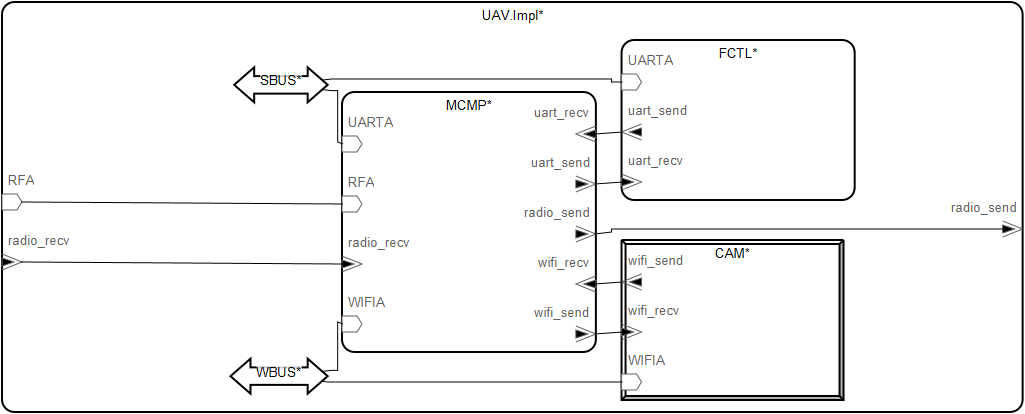 UAV.Impl*
SBUS*
RFA
radio_recv
WBUS*
MCMP*
UARTA
RFA
radio_recv
WIFIA
uart_recv
uart_send
radio_send
wifi_recv
wifi_send
FCTL*
UARTA
uart_send
uart_recv
radio_send
CAM*
wifi_send
wifi_recv
WIFIA